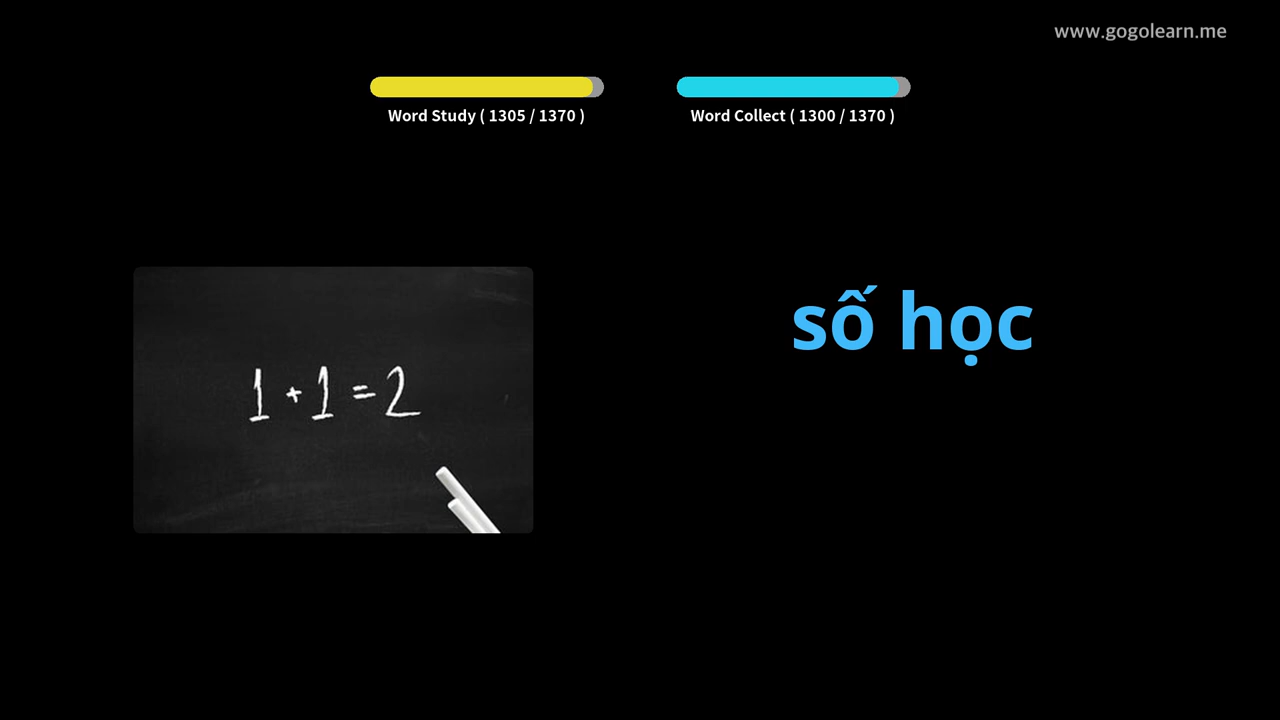 www.gogolearn.me
Word Study ( 1305 / 1370 )
Word Collect ( 1300 / 1370 )
số học
1 + 1 = 2